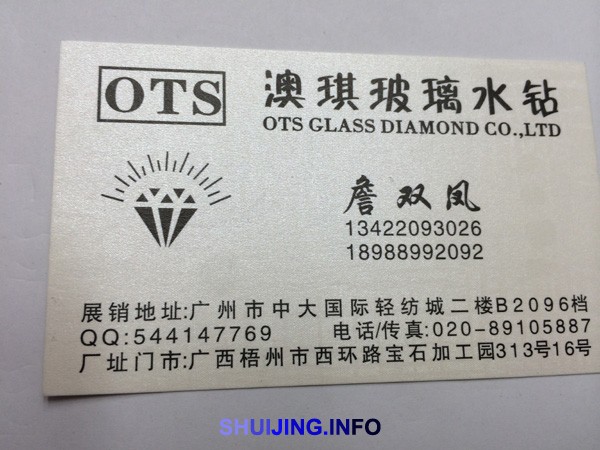 OTS
澳琪玻璃水钻
OTS GLASS DIAMOND CO.,LTD
詹双凤
13422093026
18988992092
展销地址:广州市中大国际轻纺城二楼B2096档
QQ:544147769 电话/传真:020-89105887
厂址门市:广西梧州市西环路宝石加工园313号16号
SHUIJING.INFO